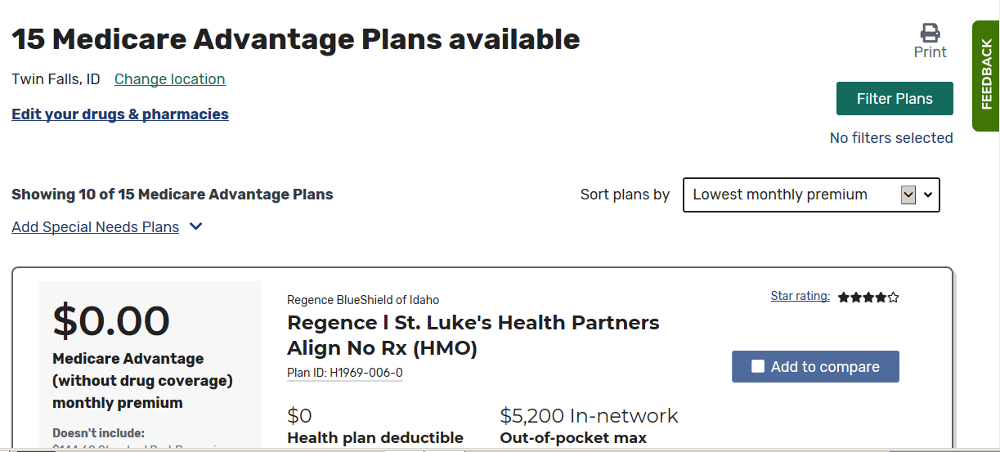 15 Medicare Advantage Plans available
Print
FEEDBACK
Twin Falls, ID Change location
Filter Plans
Edit your drugs & pharmacies
No filters selected
Showing 10 of 15 Medicare Advantage Plans
Sort plans by Lowest monthly premium
Add Special Needs Plans
$0.00
Medicare Advantage
(without drug coverage)
monthly premium
Doesn't include:
Regence BlueShield of Idaho
Star rating:
Regence l St. Luke's Health Partners
Align No Rx (HMO)
Plan ID: H1969-006-0
Add to compare
$0
Health plan deductible
$5,200 In-network
Out-of-pocket max